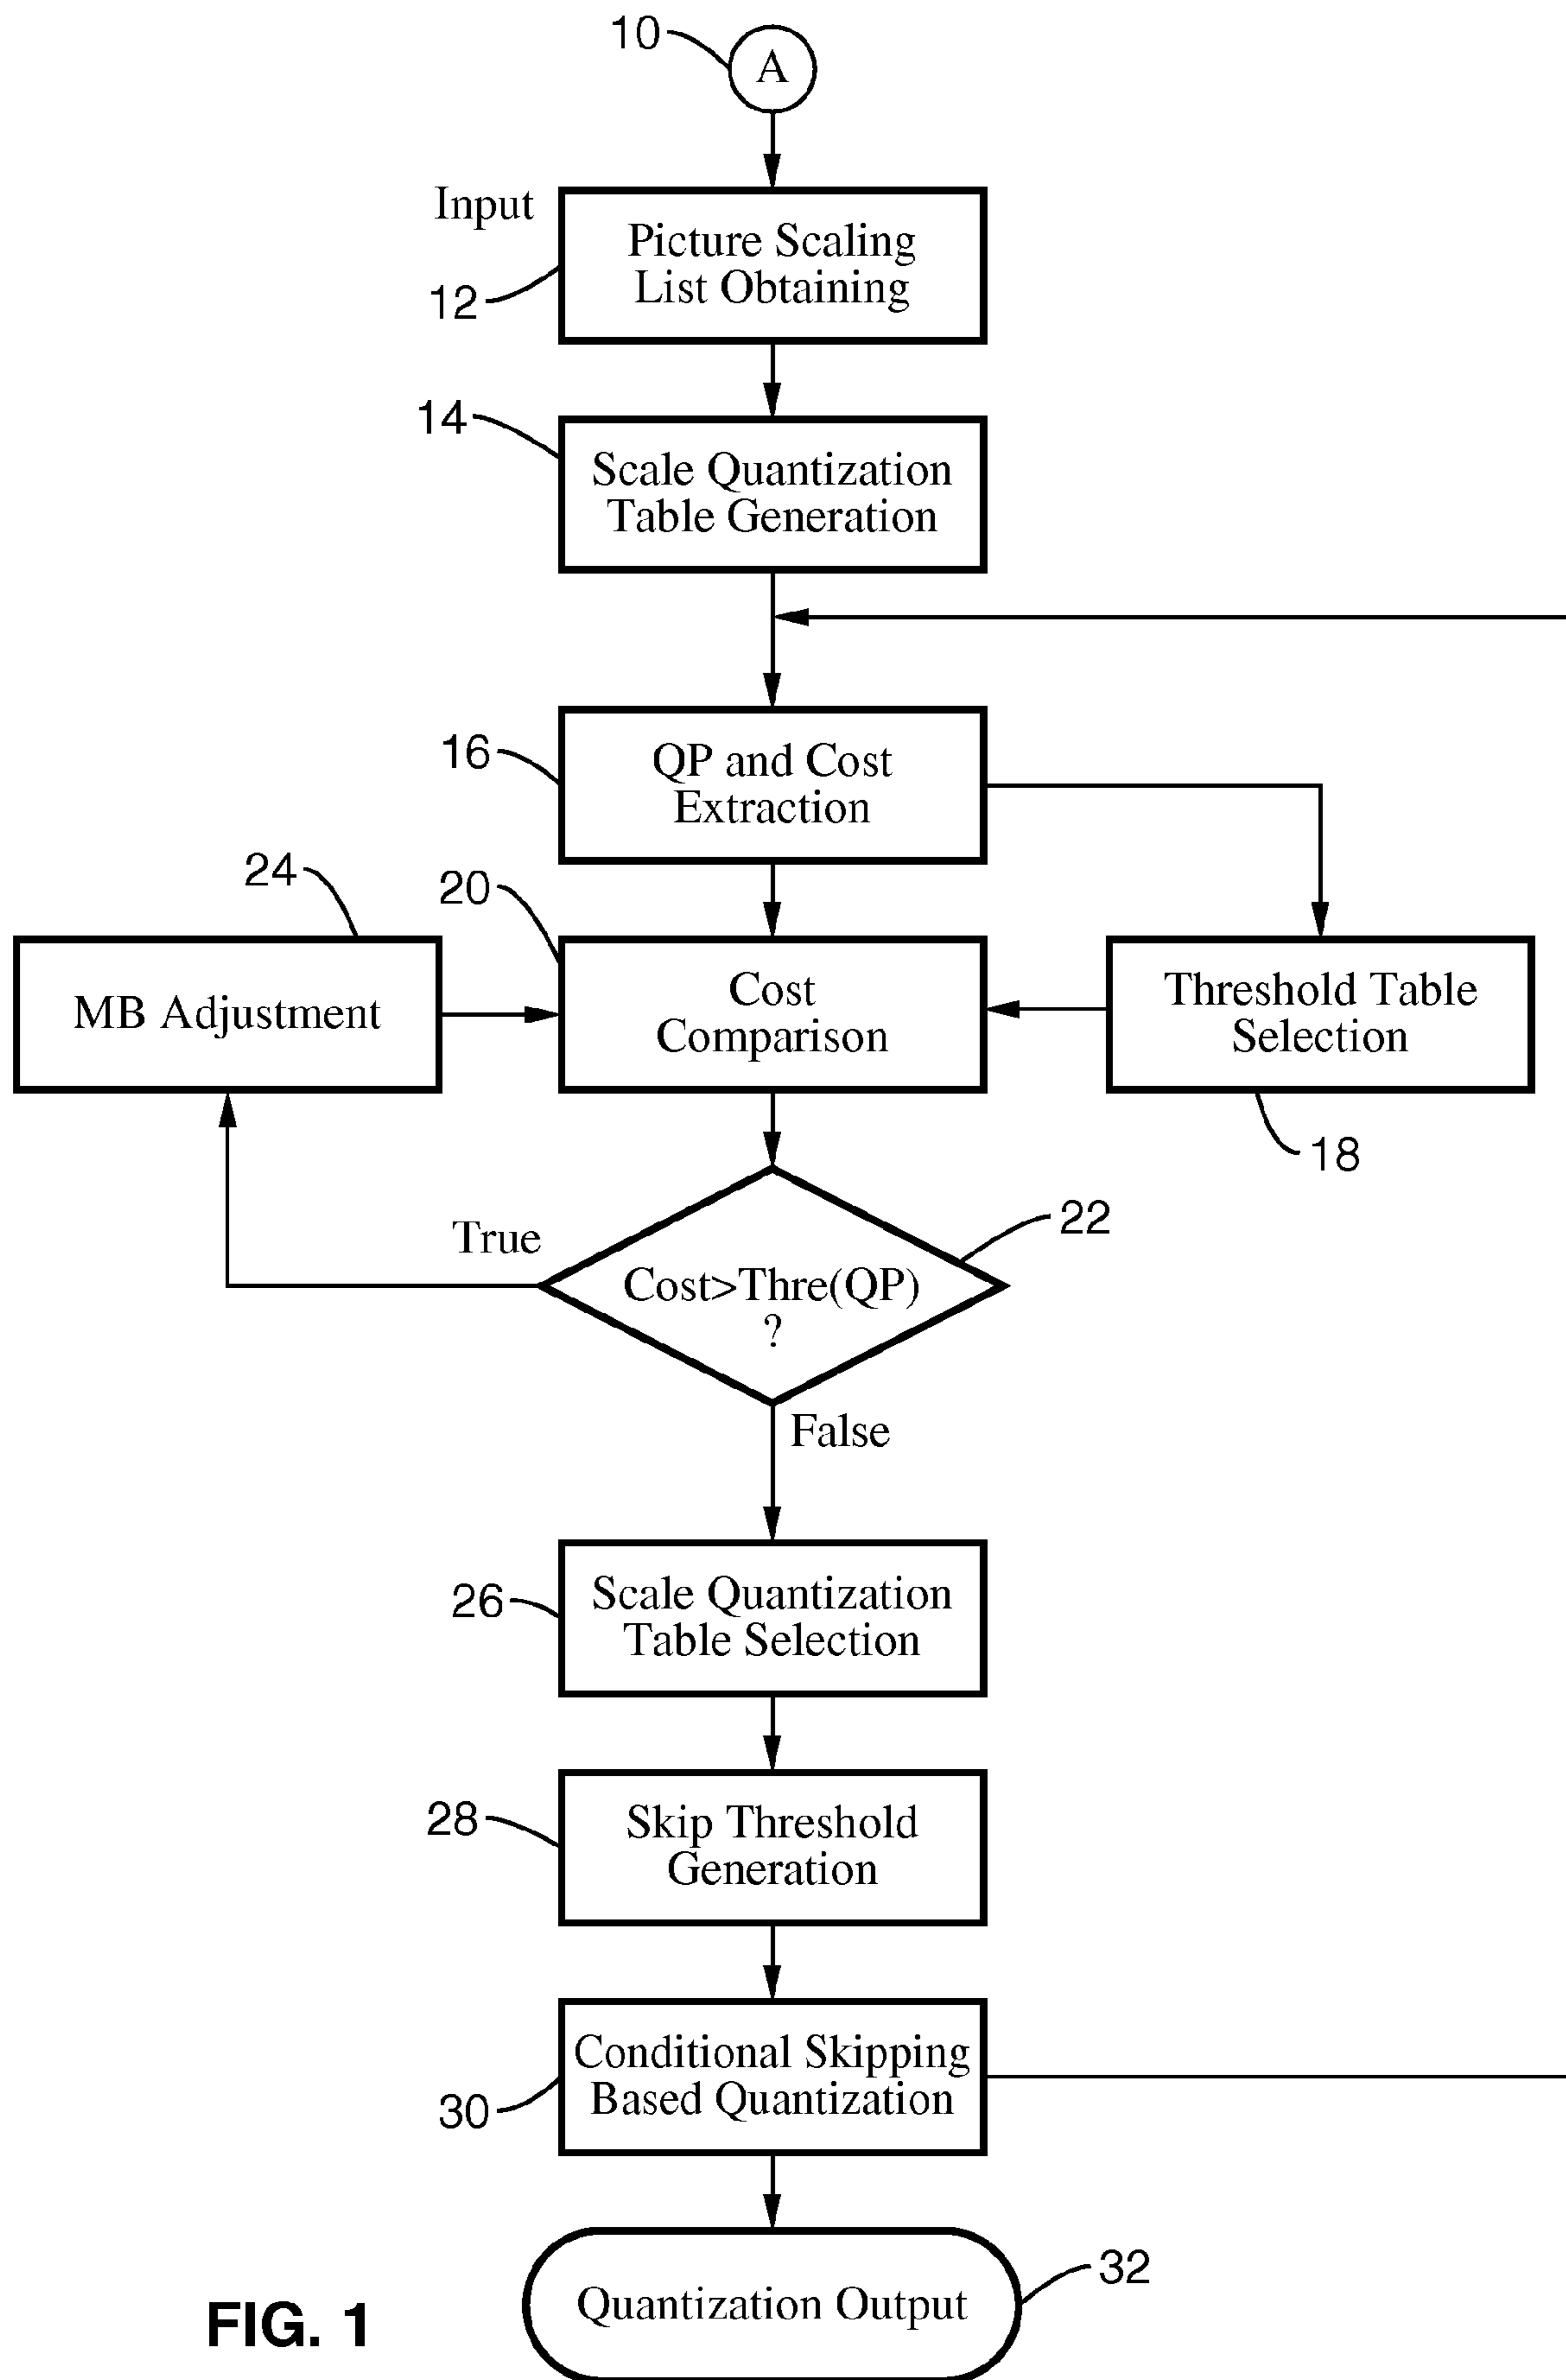 10
A
Input
12
Picture Scaling
List Obtaining
14
Scale Quantization
Table Generation
16
QP and Cost
Extraction
24
20
MB Adjustment
Cost
Comparison
Threshold Table
Selection
18
True
22
Cost>Thre(QP)
?
False
26
Scale Quantization
Table Selection
28
Skip Threshold
Generation
30
Conditional Skipping
Based Quantization
32
Quantization Output
FIG. 1